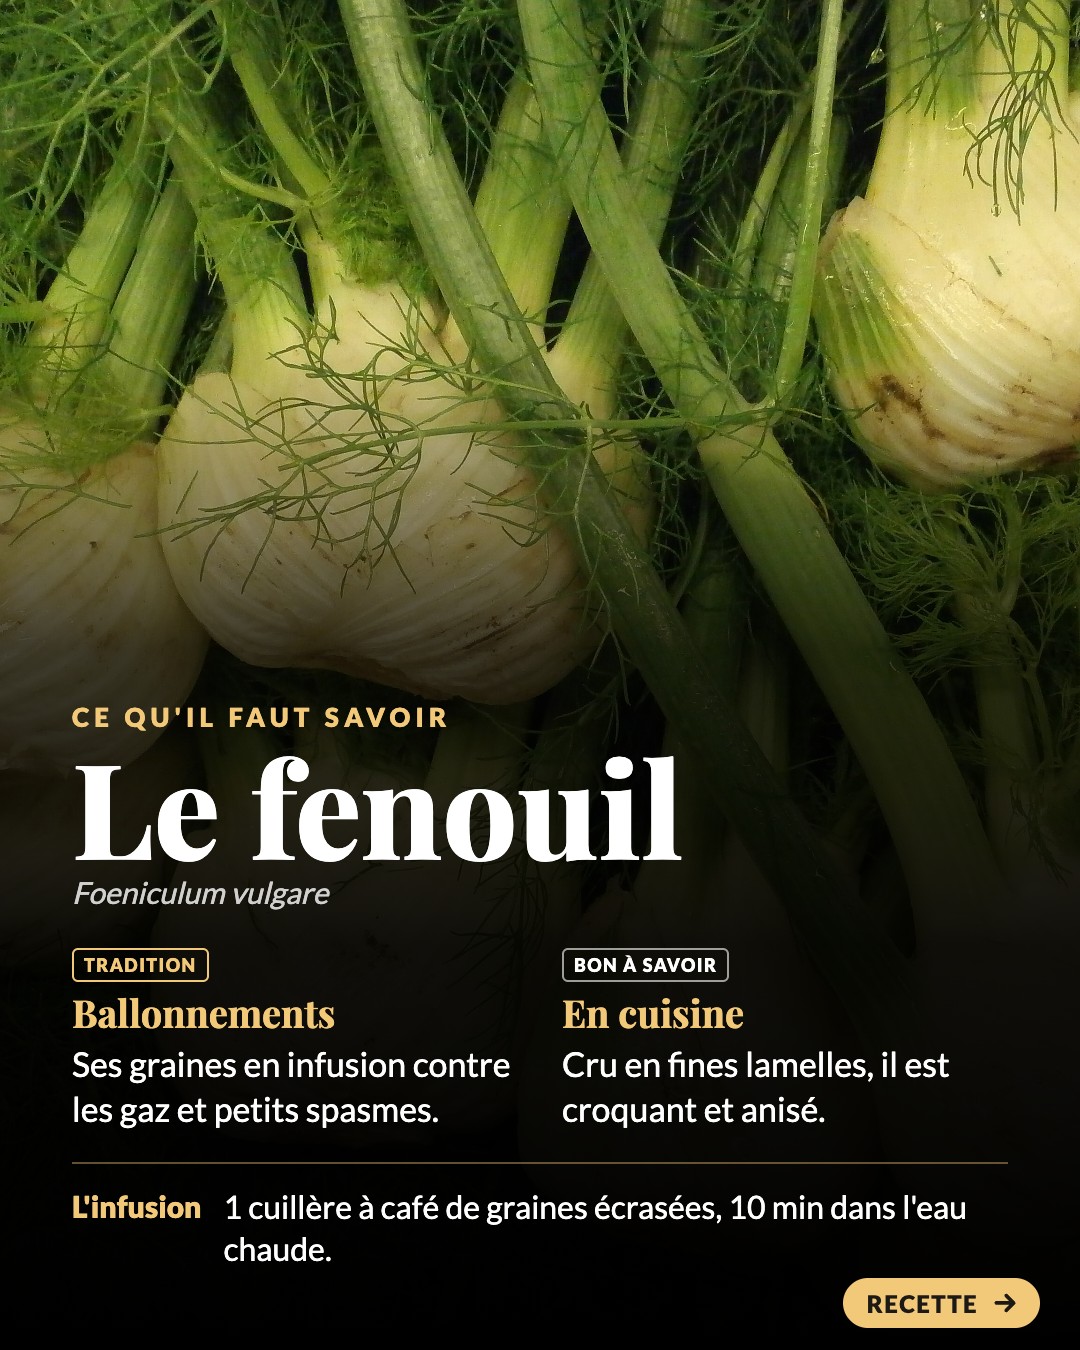 CE QU'IL FAUT SAVOIR
Le fenouil
Foeniculum vulgare
TRADITION
Ballonnements
Ses graines en infusion contre
les gaz et petits spasmes.
BON À SAVOIR
En cuisine
Cru en fines lamelles, il est
croquant et anisé.
L'infusion 1 cuillère à café de graines écrasées, 10 min dans l'eau
chaude.
RECETTE →